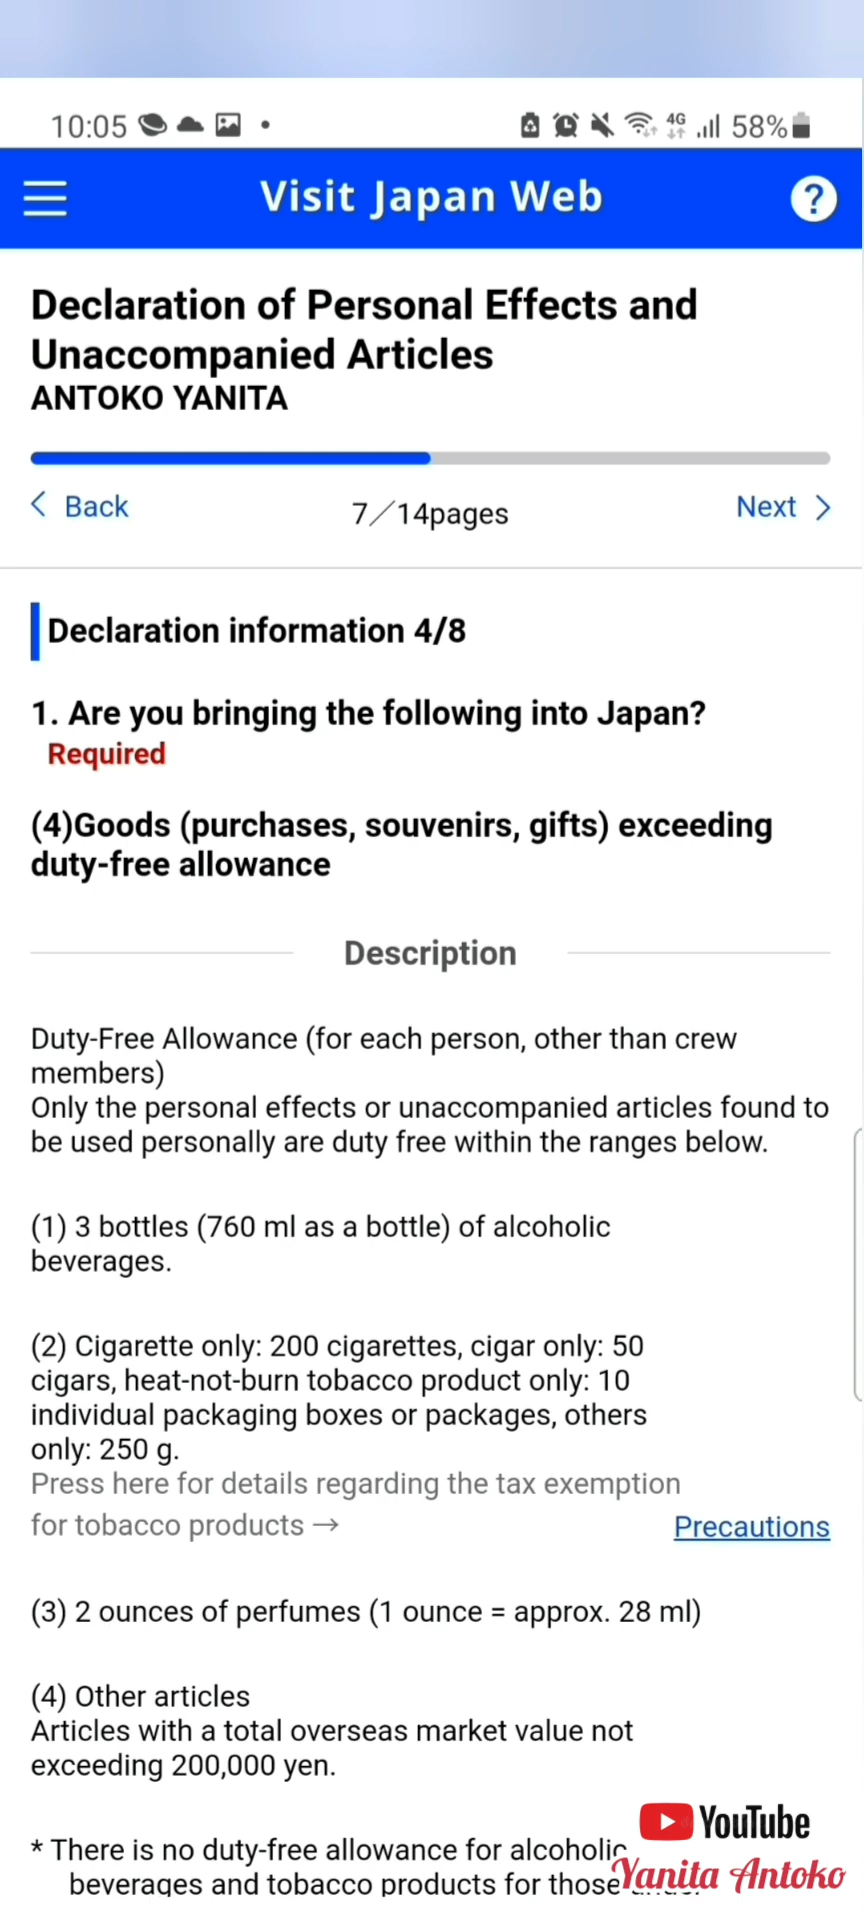 10:05
4G
58%
Visit Japan Web
?
Declaration of Personal Effects and
Unaccompanied Articles
ANTOKO YANITA
Back
7／14pages
Next
Declaration information 4/8
1. Are you bringing the following into Japan?
Required
(4)Goods (purchases, souvenirs, gifts) exceeding
duty-free allowance
Description
Duty-Free Allowance (for each person, other than crew
members)
Only the personal effects or unaccompanied articles found to
be used personally are duty free within the ranges below.
(1) 3 bottles (760 ml as a bottle) of alcoholic
beverages.
(2) Cigarette only: 200 cigarettes, cigar only: 50
cigars, heat-not-burn tobacco product only: 10
individual packaging boxes or packages, others
only: 250 g.
Press here for details regarding the tax exemption
for tobacco products →
Precautions
(3) 2 ounces of perfumes (1 ounce = approx. 28 ml)
(4) Other articles
Articles with a total overseas market value not
exceeding 200,000 yen.
YouTube
* There is no duty-free allowance for alcoholic
Yanita Antoko
beverages and tobacco products for those